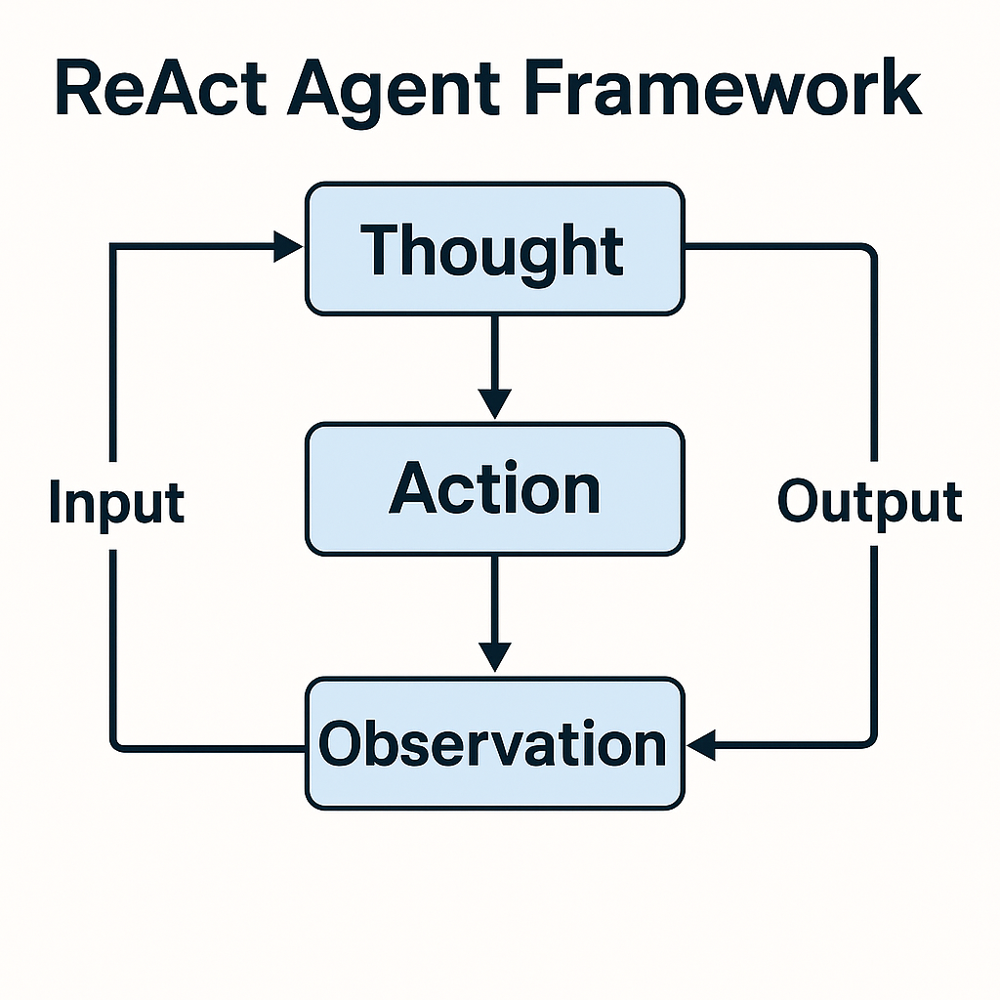 ReAct Agent Framework
Thought
Action
Input
Output
Observation